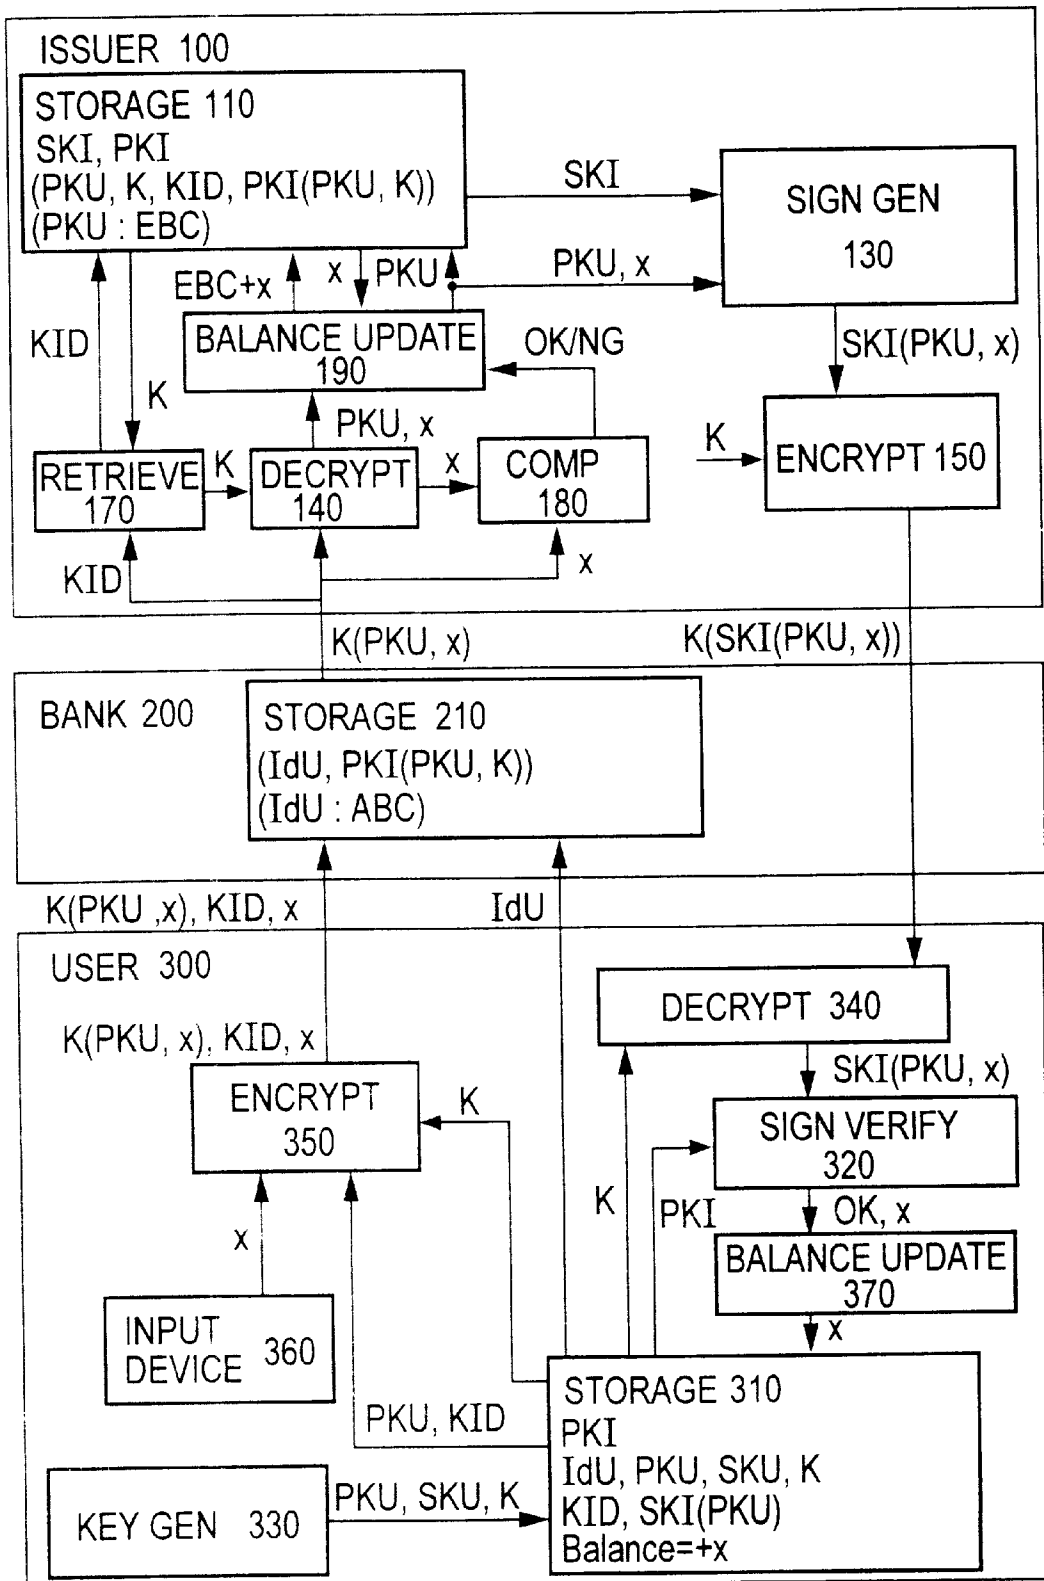 ISSUER 100
STORAGE 110
SKI, PKI
(PKU, K, KID, PKI(PKU, K))
(PKU : EBC)
SKI
SIGN GEN
130
EBC+x
x
PKU
PKU, x
KID
K
BALANCE UPDATE
190
OK/NG
SKI(PKU, x)
PKU, x
RETRIEVE
170
K
DECRYPT
140
x
COMP
180
K
ENCRYPT 150
KID
x
K(PKU, x)
K(SKI(PKU, x))
BANK 200
STORAGE 210
(IdU, PKI(PKU, K))
(IdU : ABC)
K(PKU ,x), KID, x
IdU
USER 300
DECRYPT 340
K(PKU, x), KID, x
SKI(PKU, x)
ENCRYPT
350
K
SIGN VERIFY
320
K
PKI
OK, x
x
BALANCE UPDATE
370
x
INPUT
DEVICE 360
STORAGE 310
PKI
IdU, PKU, SKU, K
KID, SKI(PKU)
Balance=+x
PKU, KID
PKU, SKU, K
KEY GEN 330